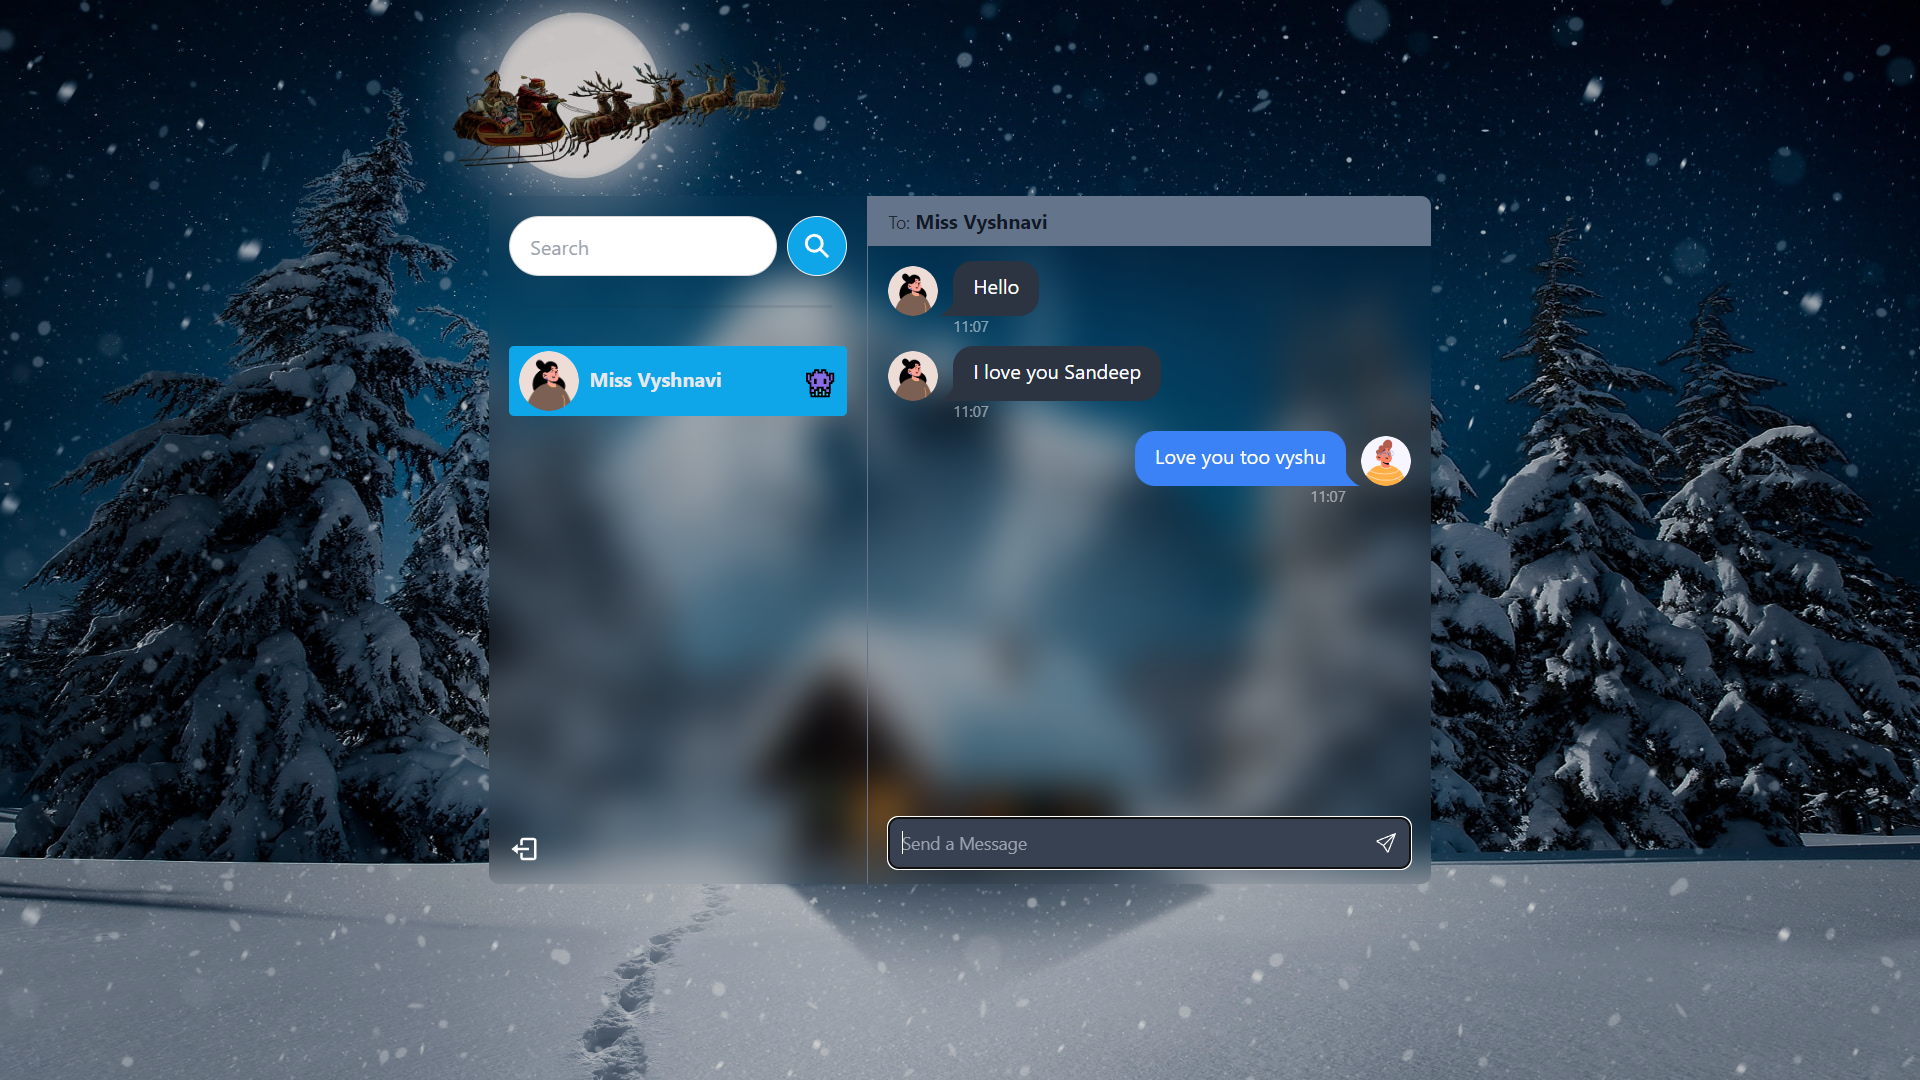 Search
Miss Vyshnavi
To: Miss Vyshnavi
Hello
11:07
I love you Sandeep
11:07
Love you too vyshu
11:07
Send a Message